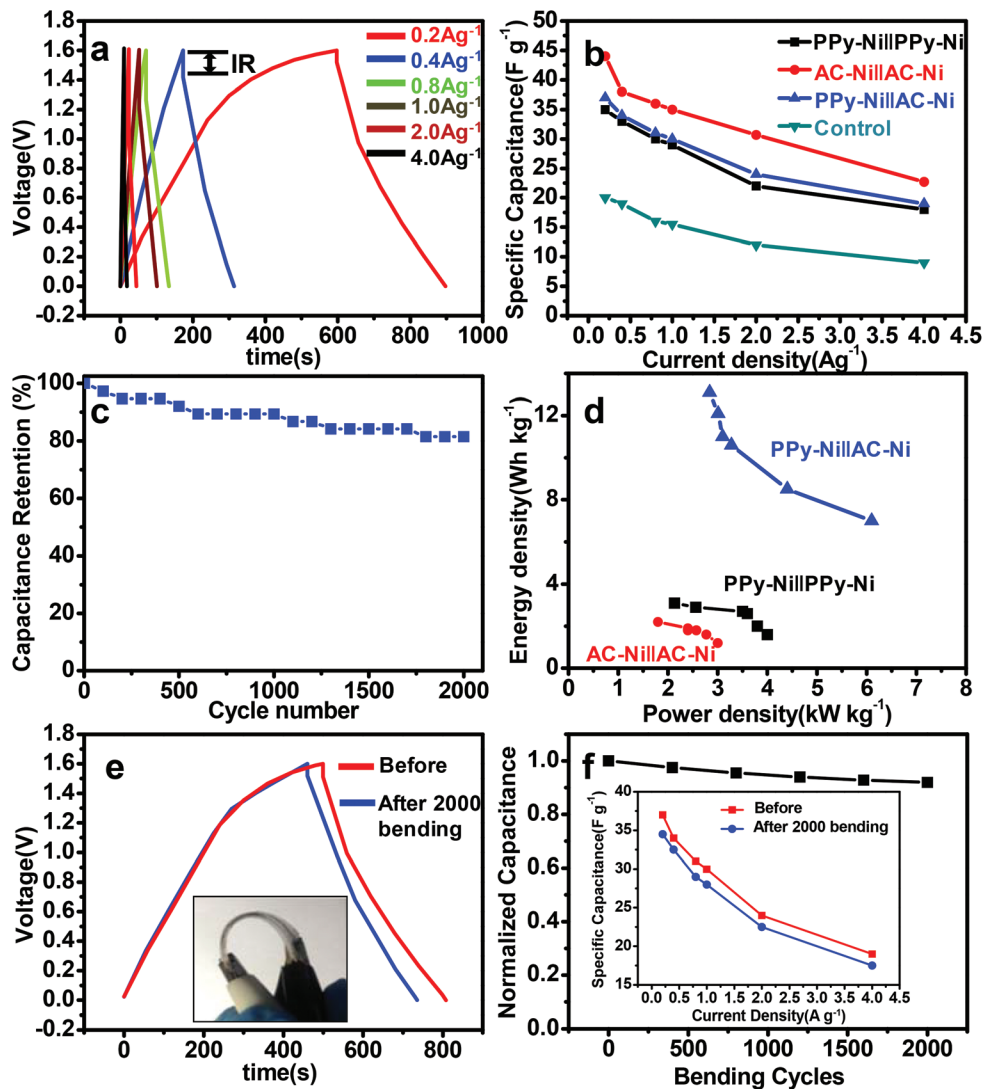 a
1.8
1.6
1.4
1.2
1.0
0.8
0.6
0.4
0.2
0.0
-0.2
Voltage(V)
IR
0.2Ag⁻¹
0.4Ag⁻¹
0.8Ag⁻¹
1.0Ag⁻¹
2.0Ag⁻¹
4.0Ag⁻¹
0 200 400 600 800 1000
time(s)
b
50
45
40
35
30
25
20
15
10
5
0
Specific Capacitance(F g⁻¹)
PPy-NillPPy-Ni
AC-NillAC-Ni
PPy-NillAC-Ni
Control
0.0 0.5 1.0 1.5 2.0 2.5 3.0 3.5 4.0 4.5
Current density(Ag⁻¹)
c
100
80
60
40
20
0
Capacitance Retention (%)
0 500 1000 1500 2000
Cycle number
d
12
8
4
0
Energy density(Wh kg⁻¹)
PPy-NillAC-Ni
PPy-NillPPy-Ni
AC-NillAC-Ni
0 1 2 3 4 5 6 7 8
Power density(kW kg⁻¹)
e
1.8
1.6
1.4
1.2
1.0
0.8
0.6
0.4
0.2
0.0
-0.2
Voltage(V)
Before
After 2000
bending
0 200 400 600 800
time(s)
f
1.0
0.8
0.6
0.4
0.2
0.0
Normalized Capacitance
40
35
30
25
20
15
Specific Capacitance(F g⁻¹)
Before
After 2000 bending
0.0 0.5 1.0 1.5 2.0 2.5 3.0 3.5 4.0 4.5
Current Density(A g⁻¹)
0 500 1000 1500 2000
Bending Cycles